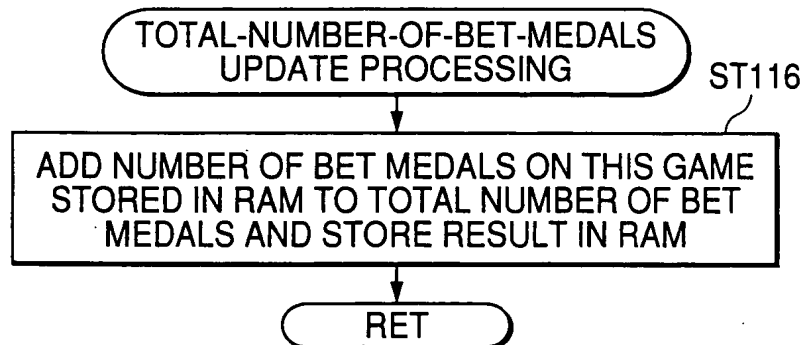 TOTAL-NUMBER-OF-BET-MEDALS
UPDATE PROCESSING
ST116
ADD NUMBER OF BET MEDALS ON THIS GAME
STORED IN RAM TO TOTAL NUMBER OF BET
MEDALS AND STORE RESULT IN RAM
RET